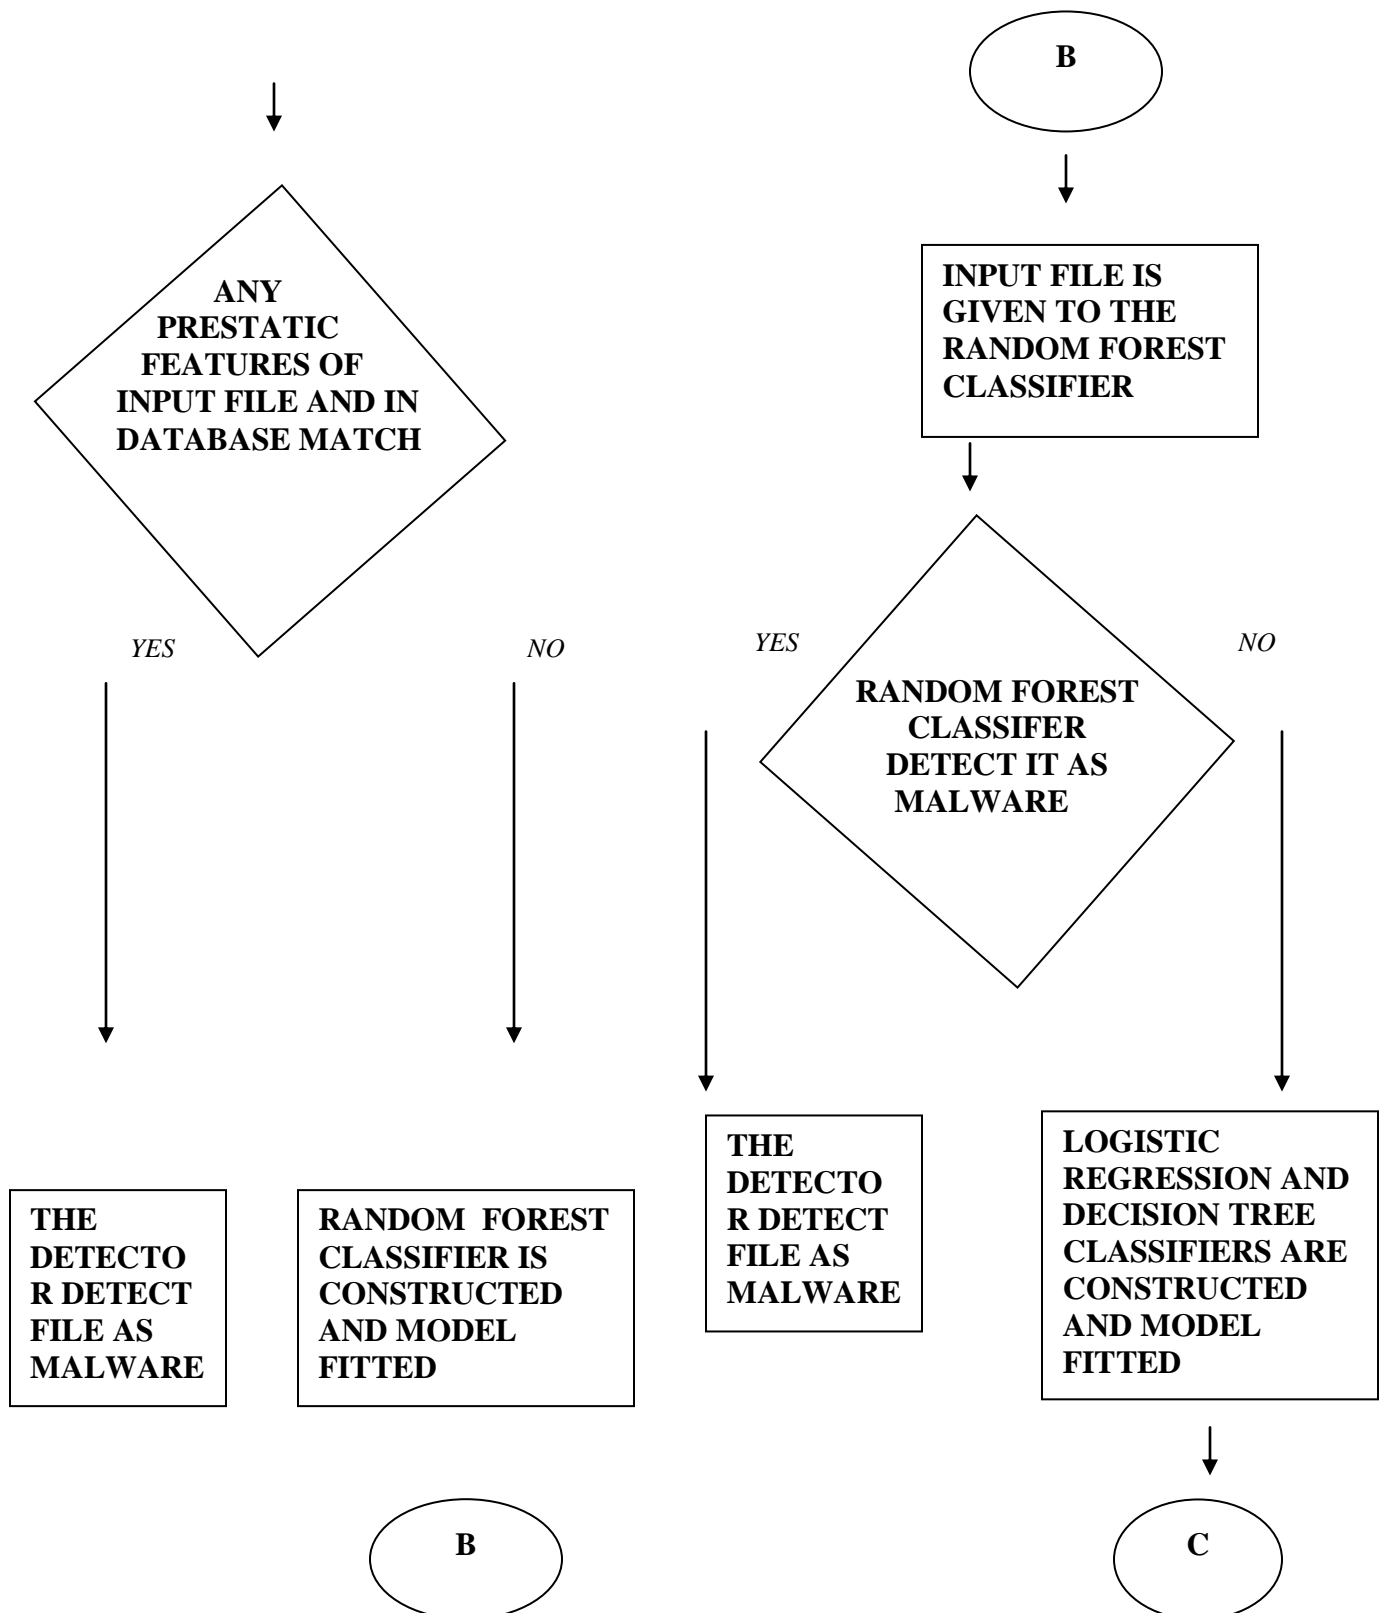 ANY
PRESTATIC
FEATURES OF
INPUT FILE AND IN
DATABASE MATCH
YES
NO
THE
DETECTO
R DETECT
FILE AS
MALWARE
RANDOM FOREST
CLASSIFIER IS
CONSTRUCTED
AND MODEL
FITTED
B
B
INPUT FILE IS
GIVEN TO THE
RANDOM FOREST
CLASSIFIER
YES
NO
RANDOM FOREST
CLASSIFER
DETECT IT AS
MALWARE
THE
DETECTO
R DETECT
FILE AS
MALWARE
LOGISTIC
REGRESSION AND
DECISION TREE
CLASSIFIERS ARE
CONSTRUCTED
AND MODEL
FITTED
C